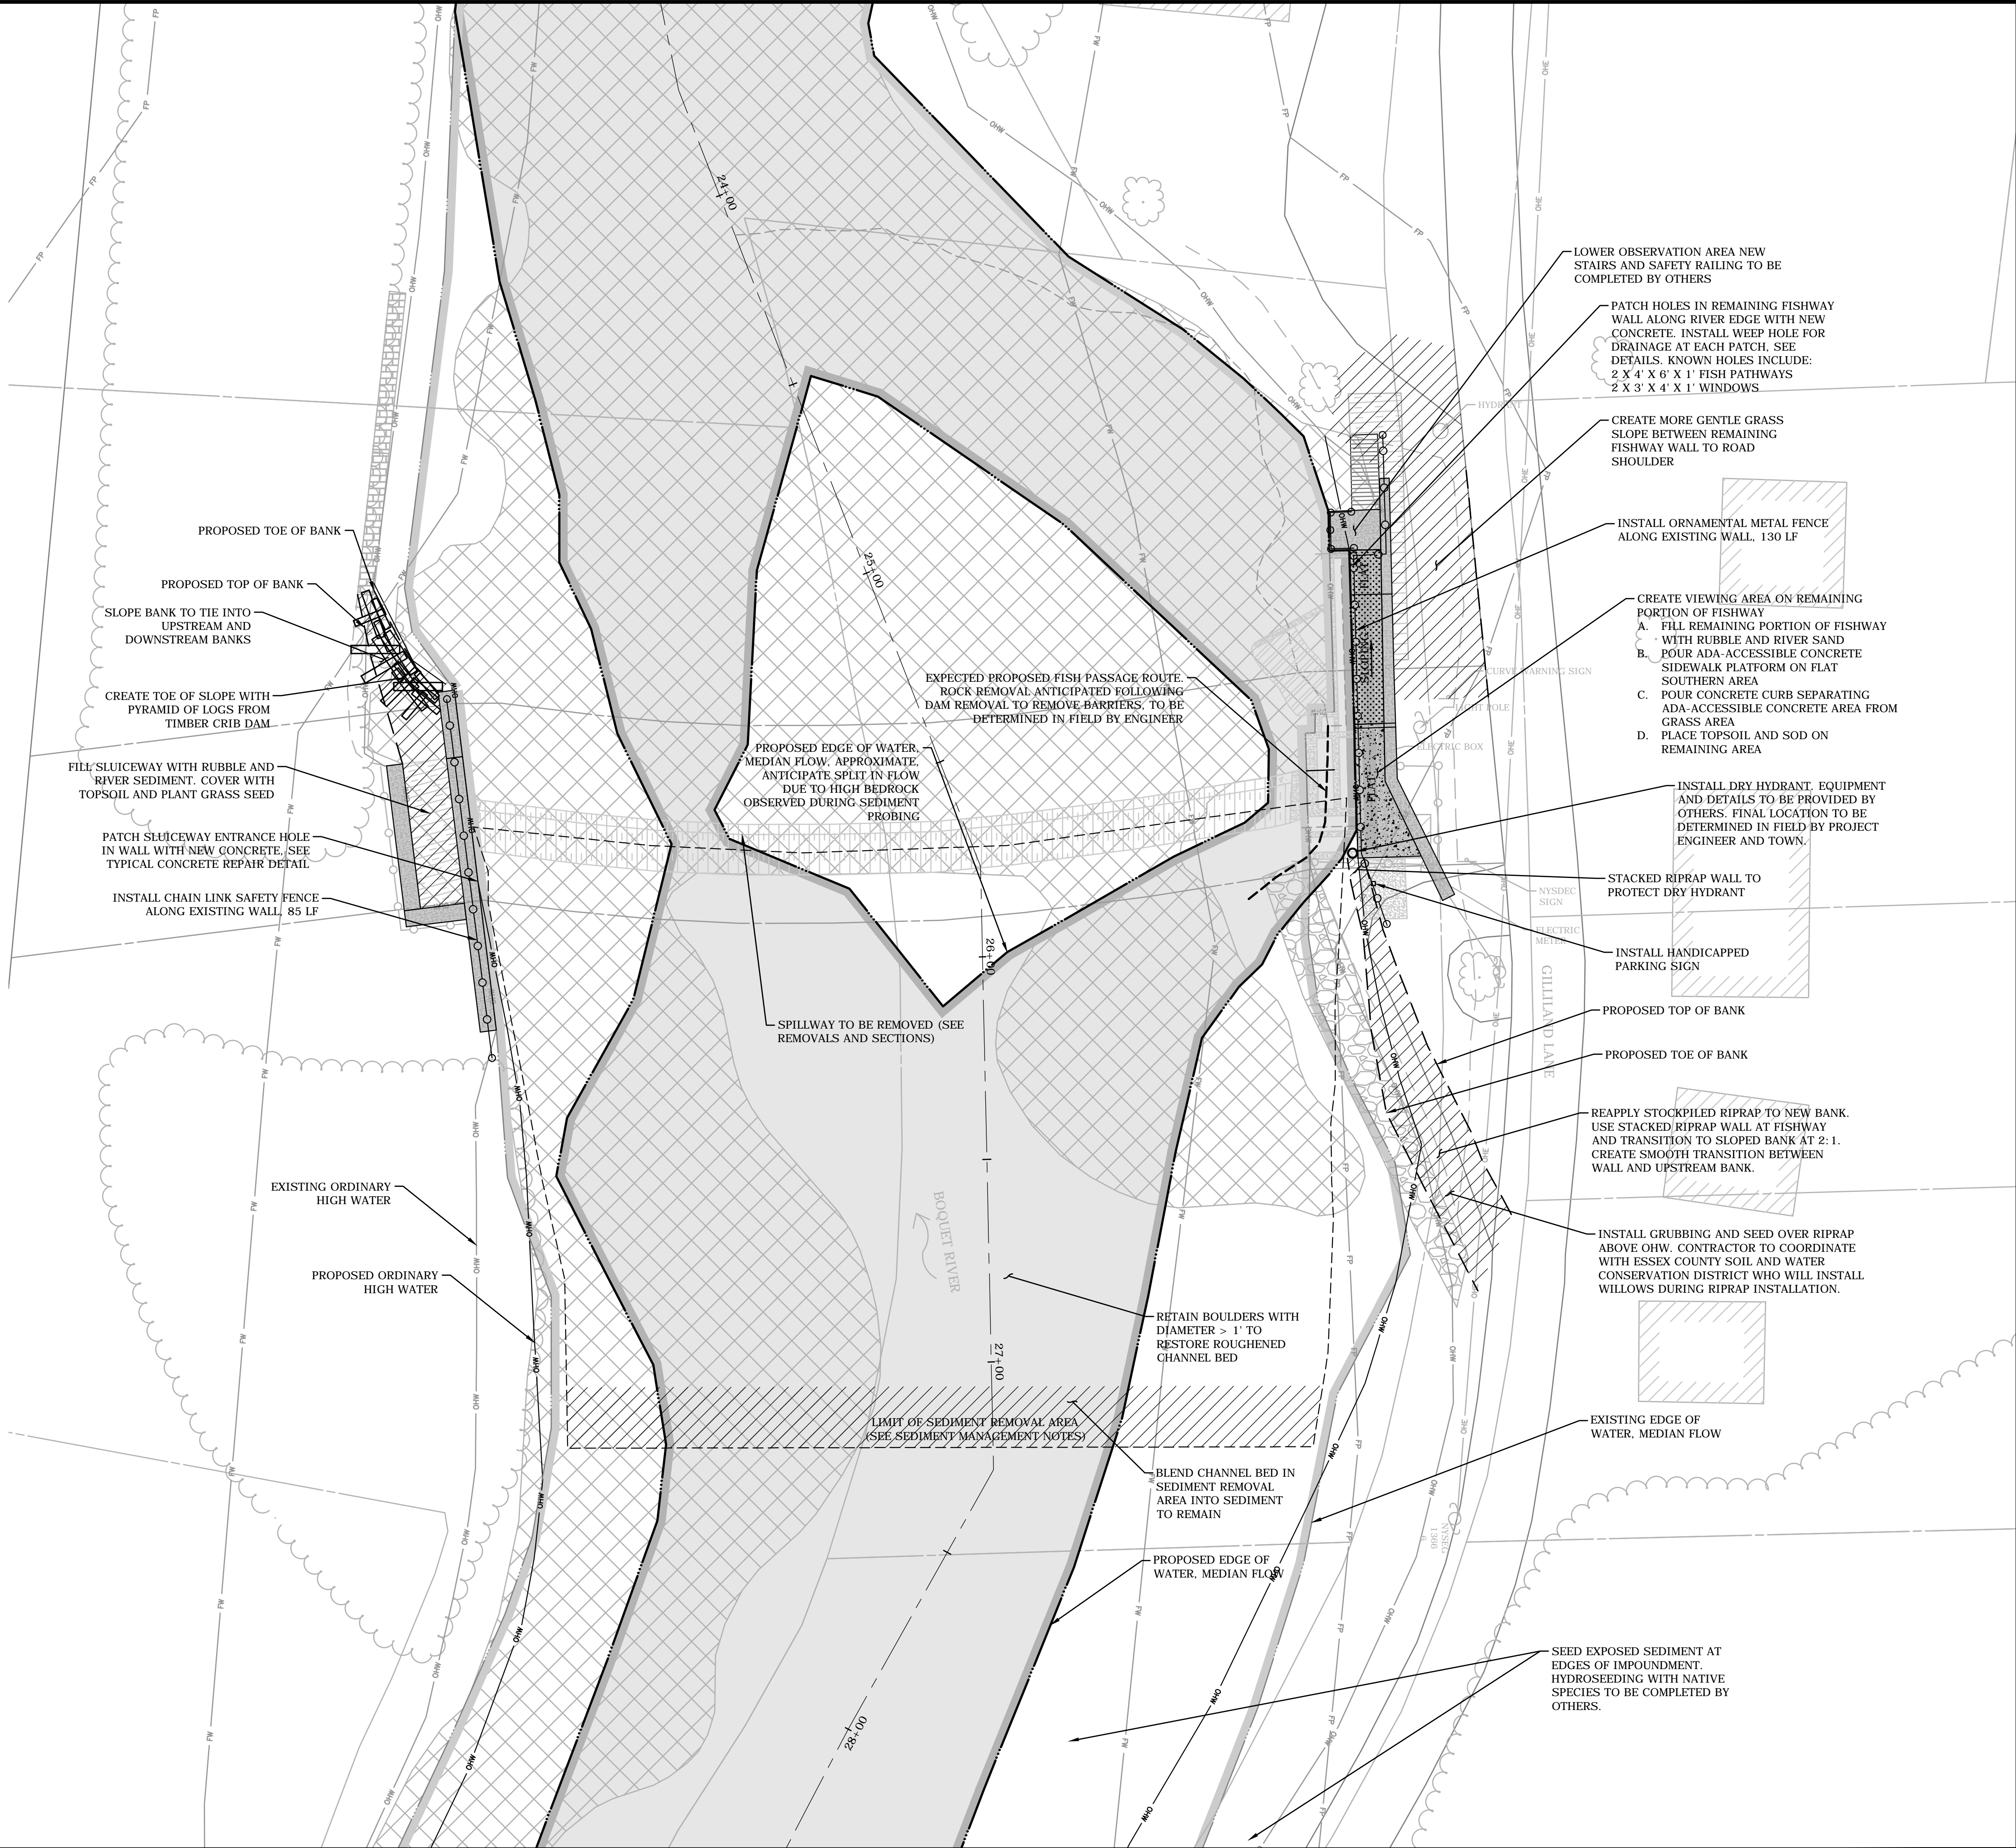 24+00
25+00
26+00
27+00
28+00
LOWER OBSERVATION AREA NEW
STAIRS AND SAFETY RAILING TO BE
COMPLETED BY OTHERS
PATCH HOLES IN REMAINING FISHWAY
WALL ALONG RIVER EDGE WITH NEW
CONCRETE. INSTALL WEEP HOLE FOR
DRAINAGE AT EACH PATCH, SEE
DETAILS. KNOWN HOLES INCLUDE:
2 X 4' X 6' X 1' FISH PATHWAYS
2 X 3' X 4' X 1' WINDOWS
HYDRANT
CREATE MORE GENTLE GRASS
SLOPE BETWEEN REMAINING
FISHWAY WALL TO ROAD
SHOULDER
INSTALL ORNAMENTAL METAL FENCE
ALONG EXISTING WALL, 130 LF
CREATE VIEWING AREA ON REMAINING
PORTION OF FISHWAY
A. FILL REMAINING PORTION OF FISHWAY
WITH RUBBLE AND RIVER SAND
B. POUR ADA-ACCESSIBLE CONCRETE
SIDEWALK PLATFORM ON FLAT
SOUTHERN AREA
C. POUR CONCRETE CURB SEPARATING
ADA-ACCESSIBLE CONCRETE AREA FROM
GRASS AREA
D. PLACE TOPSOIL AND SOD ON
REMAINING AREA
CURVE WARNING SIGN
LIGHT POLE
ELECTRIC BOX
INSTALL DRY HYDRANT. EQUIPMENT
AND DETAILS TO BE PROVIDED BY
OTHERS. FINAL LOCATION TO BE
DETERMINED IN FIELD BY PROJECT
ENGINEER AND TOWN.
STACKED RIPRAP WALL TO
PROTECT DRY HYDRANT
NYSDEC
SIGN
ELECTRIC
METER
INSTALL HANDICAPPED
PARKING SIGN
GILLILAND LANE
PROPOSED TOP OF BANK
PROPOSED TOE OF BANK
REAPPLY STOCKPILED RIPRAP TO NEW BANK.
USE STACKED RIPRAP WALL AT FISHWAY
AND TRANSITION TO SLOPED BANK AT 2:1.
CREATE SMOOTH TRANSITION BETWEEN
WALL AND UPSTREAM BANK.
INSTALL GRUBBING AND SEED OVER RIPRAP
ABOVE OHW. CONTRACTOR TO COORDINATE
WITH ESSEX COUNTY SOIL AND WATER
CONSERVATION DISTRICT WHO WILL INSTALL
WILLOWS DURING RIPRAP INSTALLATION.
EXISTING EDGE OF
WATER, MEDIAN FLOW
NYSEG
1366
SEED EXPOSED SEDIMENT AT
EDGES OF IMPOUNDMENT.
HYDROSEEDING WITH NATIVE
SPECIES TO BE COMPLETED BY
OTHERS.
PROPOSED TOE OF BANK
PROPOSED TOP OF BANK
SLOPE BANK TO TIE INTO
UPSTREAM AND
DOWNSTREAM BANKS
CREATE TOE OF SLOPE WITH
PYRAMID OF LOGS FROM
TIMBER CRIB DAM
FILL SLUICEWAY WITH RUBBLE AND
RIVER SEDIMENT. COVER WITH
TOPSOIL AND PLANT GRASS SEED
PATCH SLUICEWAY ENTRANCE HOLE
IN WALL WITH NEW CONCRETE, SEE
TYPICAL CONCRETE REPAIR DETAIL
INSTALL CHAIN LINK SAFETY FENCE
ALONG EXISTING WALL, 85 LF
EXISTING ORDINARY
HIGH WATER
PROPOSED ORDINARY
HIGH WATER
EXPECTED PROPOSED FISH PASSAGE ROUTE.
ROCK REMOVAL ANTICIPATED FOLLOWING
DAM REMOVAL TO REMOVE BARRIERS, TO BE
DETERMINED IN FIELD BY ENGINEER
PROPOSED EDGE OF WATER,
MEDIAN FLOW, APPROXIMATE,
ANTICIPATE SPLIT IN FLOW
DUE TO HIGH BEDROCK
OBSERVED DURING SEDIMENT
PROBING
SPILLWAY TO BE REMOVED (SEE
REMOVALS AND SECTIONS)
BOQUET RIVER
RETAIN BOULDERS WITH
DIAMETER > 1' TO
RESTORE ROUGHENED
CHANNEL BED
LIMIT OF SEDIMENT REMOVAL AREA
(SEE SEDIMENT MANAGEMENT NOTES)
BLEND CHANNEL BED IN
SEDIMENT REMOVAL
AREA INTO SEDIMENT
TO REMAIN
PROPOSED EDGE OF
WATER, MEDIAN FLOW
FP
FW
OHW
OHE